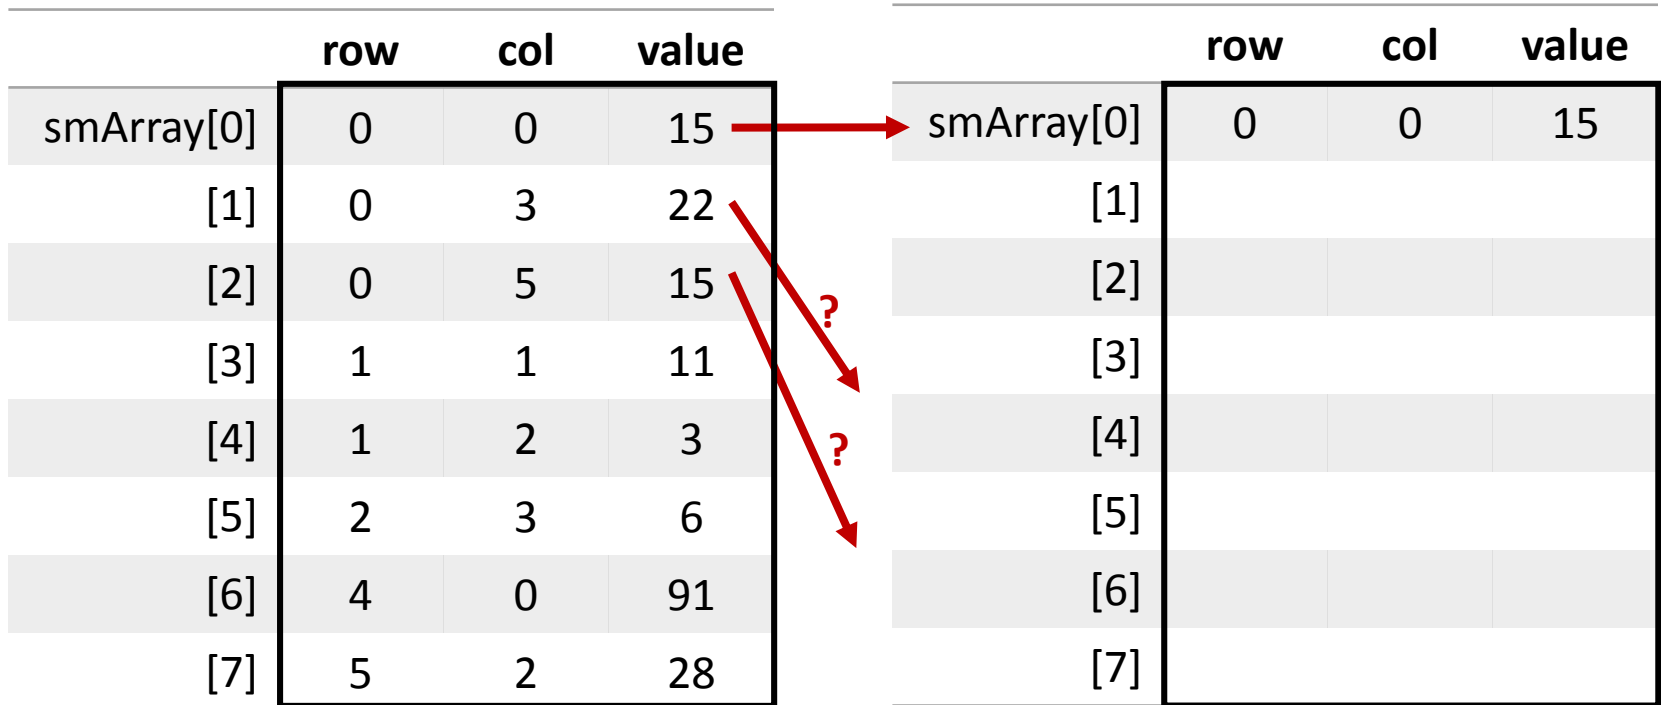 row col value row col value
smArray[0] 0 0 15 smArray[0] 0 0 15
[1] 0 3 22 [1]
[2] 0 5 15 [2]
?
[3] 1 1 11 [3]
[4] 1 2 3 [4]
?
[5] 2 3 6 [5]
[6] 4 0 91 [6]
[7] 5 2 28 [7]